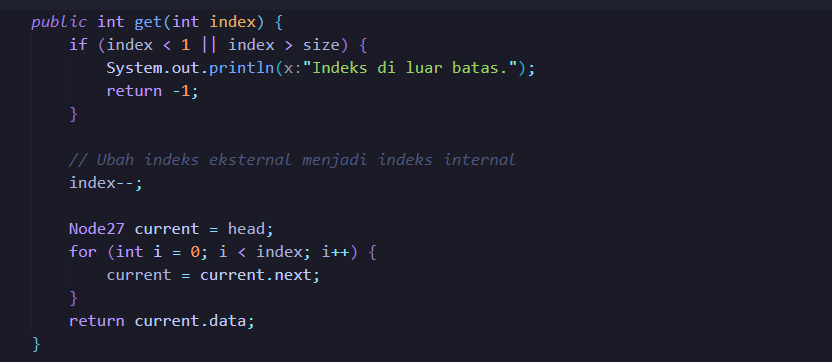 public int get(int index) {
if (index < 1 || index > size) {
System.out.println(x:"Indeks di luar batas.");
return -1;
}
// Ubah indeks eksternal menjadi indeks internal
index--;
Node27 current = head;
for (int i = 0; i < index; i++) {
current = current.next;
}
return current.data;
}